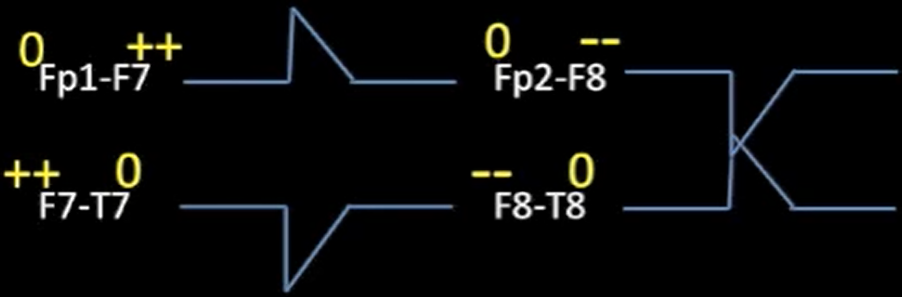 0 ++ 0 --
Fp1-F7 Fp2-F8
++ 0 -- 0
F7-T7 F8-T8